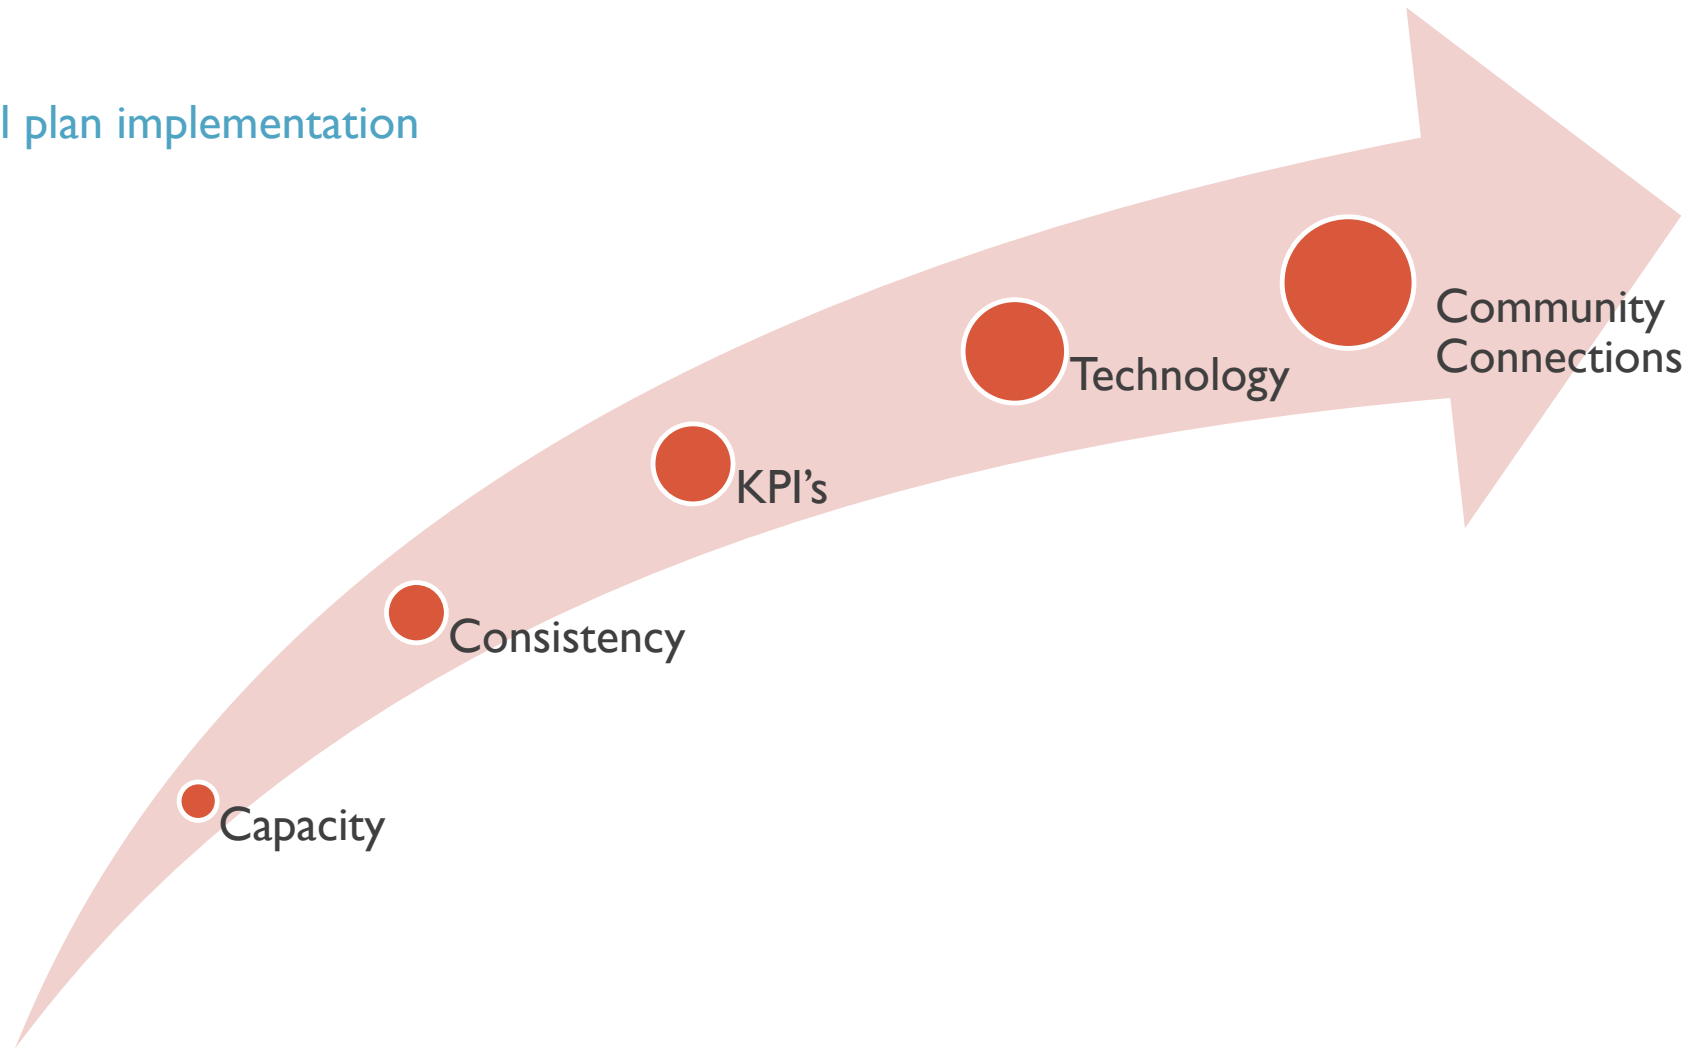 l plan implementation
Community
Connections
Technology
KPI’s
Consistency
Capacity